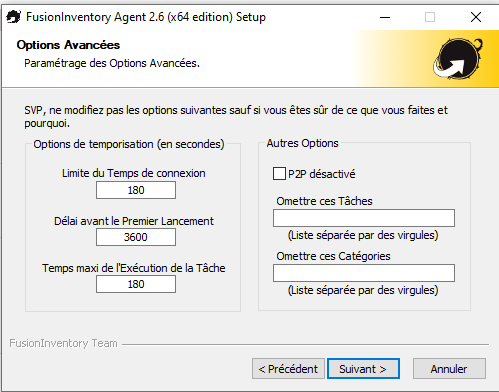 FusionInventory Agent 2.6 (x64 edition) Setup
Options Avancées
Paramétrage des Options Avancées.
SVP, ne modifiez pas les options suivantes sauf si vous êtes sûr de ce que vous faites et
pourquoi.
Options de temporisation (en secondes)
Limite du Temps de connexion
180
Délai avant le Premier Lancement
3600
Temps maxi de l'Exécution de la Tâche
180
Autres Options
P2P désactivé
Omettre ces Tâches
(Liste séparée par des virgules)
Omettre ces Catégories
(Liste séparée par des virgules)
FusionInventory Team
< Précédent
Suivant >
Annuler